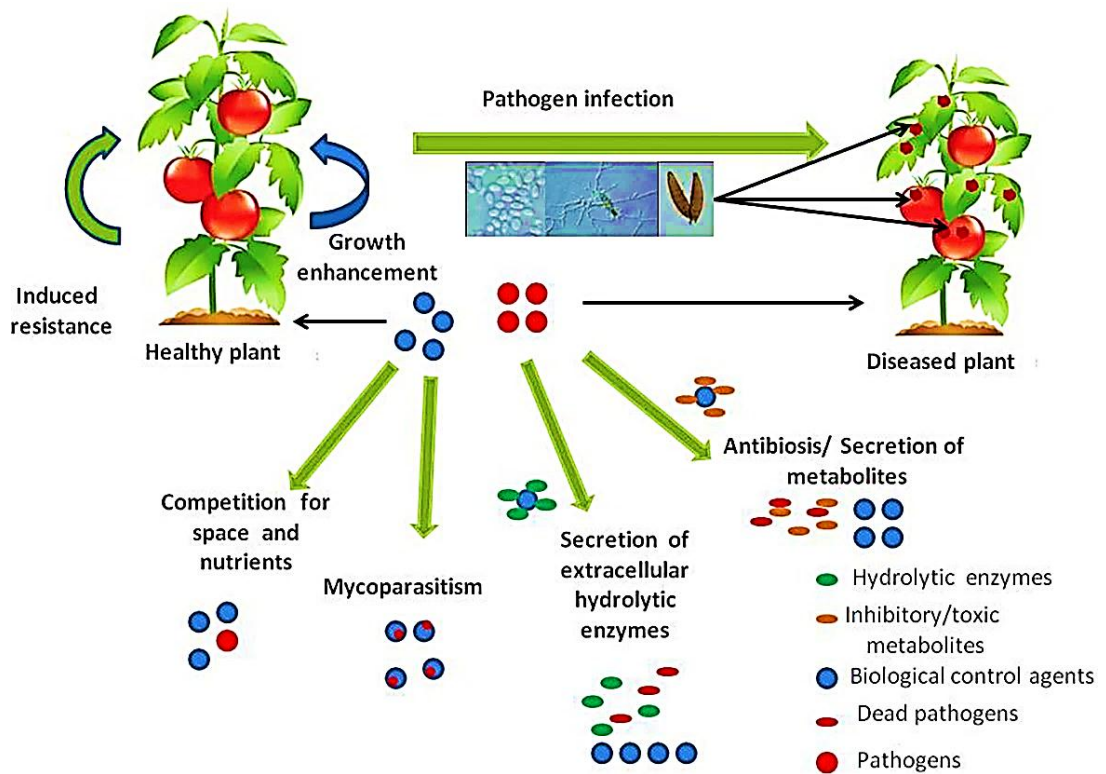 Pathogen infection
Growth
enhancement
Induced
resistance
Healthy plant
Diseased plant
Antibiosis/ Secretion of
metabolites
Competition for
space and
nutrients
Mycoparasitism
Secretion of
extracellular
hydrolytic
enzymes
Hydrolytic enzymes
Inhibitory/toxic
metabolites
Biological control agents
Dead pathogens
Pathogens